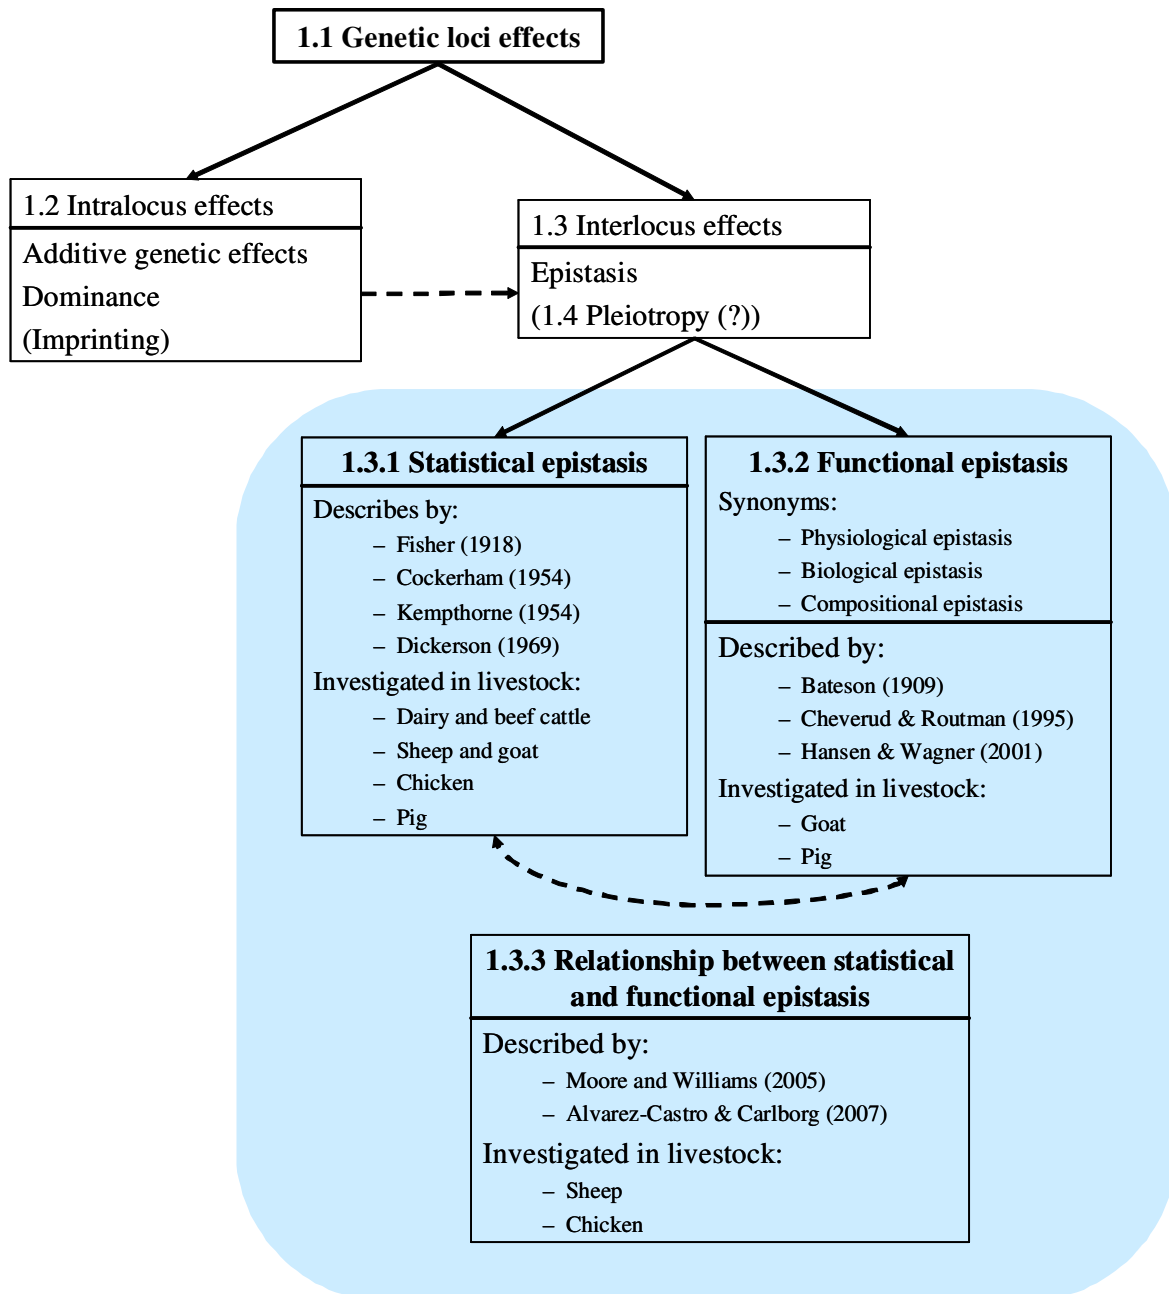 1.1 Genetic loci effects
1.2 Intralocus effects
Additive genetic effects
Dominance
(Imprinting)
1.3 Interlocus effects
Epistasis
(1.4 Pleiotropy (?))
1.3.1 Statistical epistasis
Describes by:
– Fisher (1918)
– Cockerham (1954)
– Kempthorne (1954)
– Dickerson (1969)
Investigated in livestock:
– Dairy and beef cattle
– Sheep and goat
– Chicken
– Pig
1.3.2 Functional epistasis
Synonyms:
– Physiological epistasis
– Biological epistasis
– Compositional epistasis
Described by:
– Bateson (1909)
– Cheverud & Routman (1995)
– Hansen & Wagner (2001)
Investigated in livestock:
– Goat
– Pig
1.3.3 Relationship between statistical
and functional epistasis
Described by:
– Moore and Williams (2005)
– Alvarez-Castro & Carlborg (2007)
Investigated in livestock:
– Sheep
– Chicken